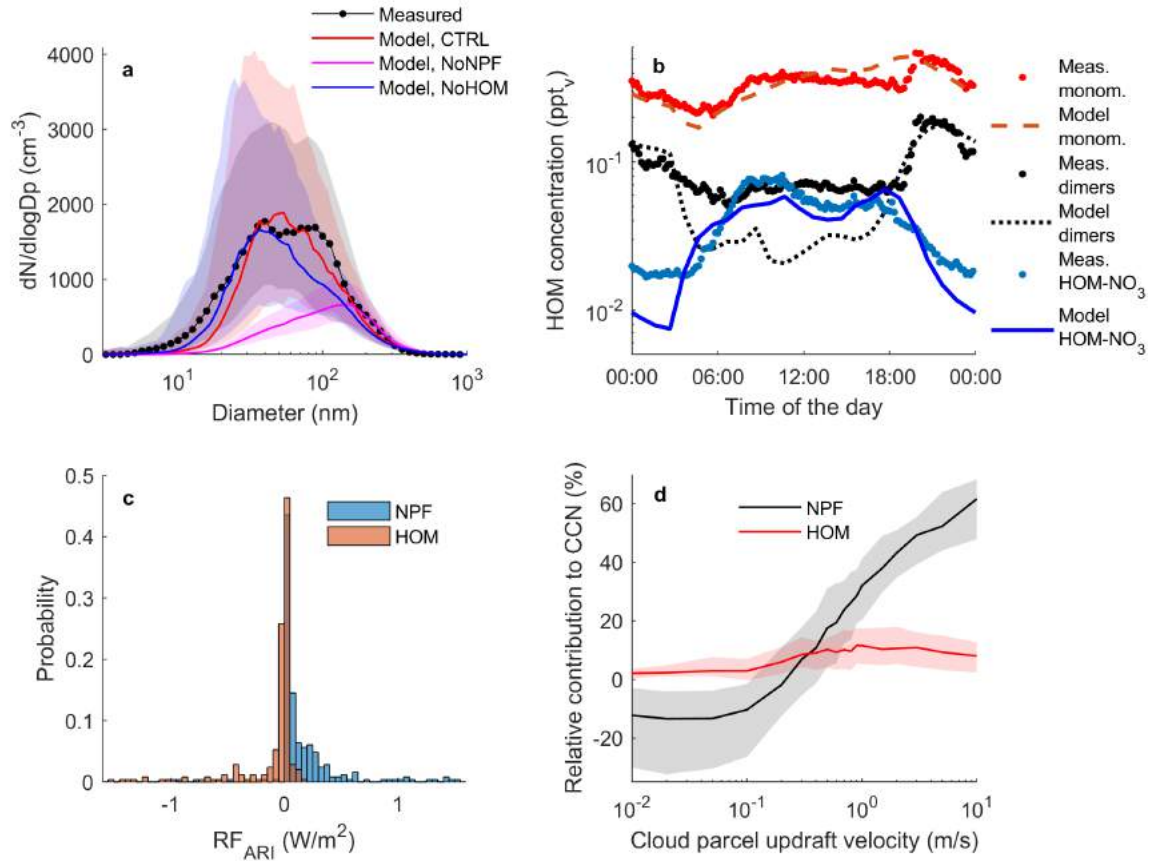 a
Measured
Model, CTRL
Model, NoNPF
Model, NoHOM
4000
3000
2000
1000
0
dN/dlogDp (cm⁻³)
10¹
10²
10³
Diameter (nm)
b
Meas.
monom.
Model
monom.
Meas.
dimers
Model
dimers
Meas.
HOM-NO₃
Model
HOM-NO₃
HOM concentration (pptᵥ)
10⁻¹
10⁻²
00:00
06:00
12:00
18:00
00:00
Time of the day
c
NPF
HOM
0.5
0.4
0.3
0.2
0.1
0
Probability
-1
0
1
RF_ARI (W/m²)
d
NPF
HOM
60
40
20
0
-20
Relative contribution to CCN (%)
10⁻²
10⁻¹
10⁰
10¹
Cloud parcel updraft velocity (m/s)